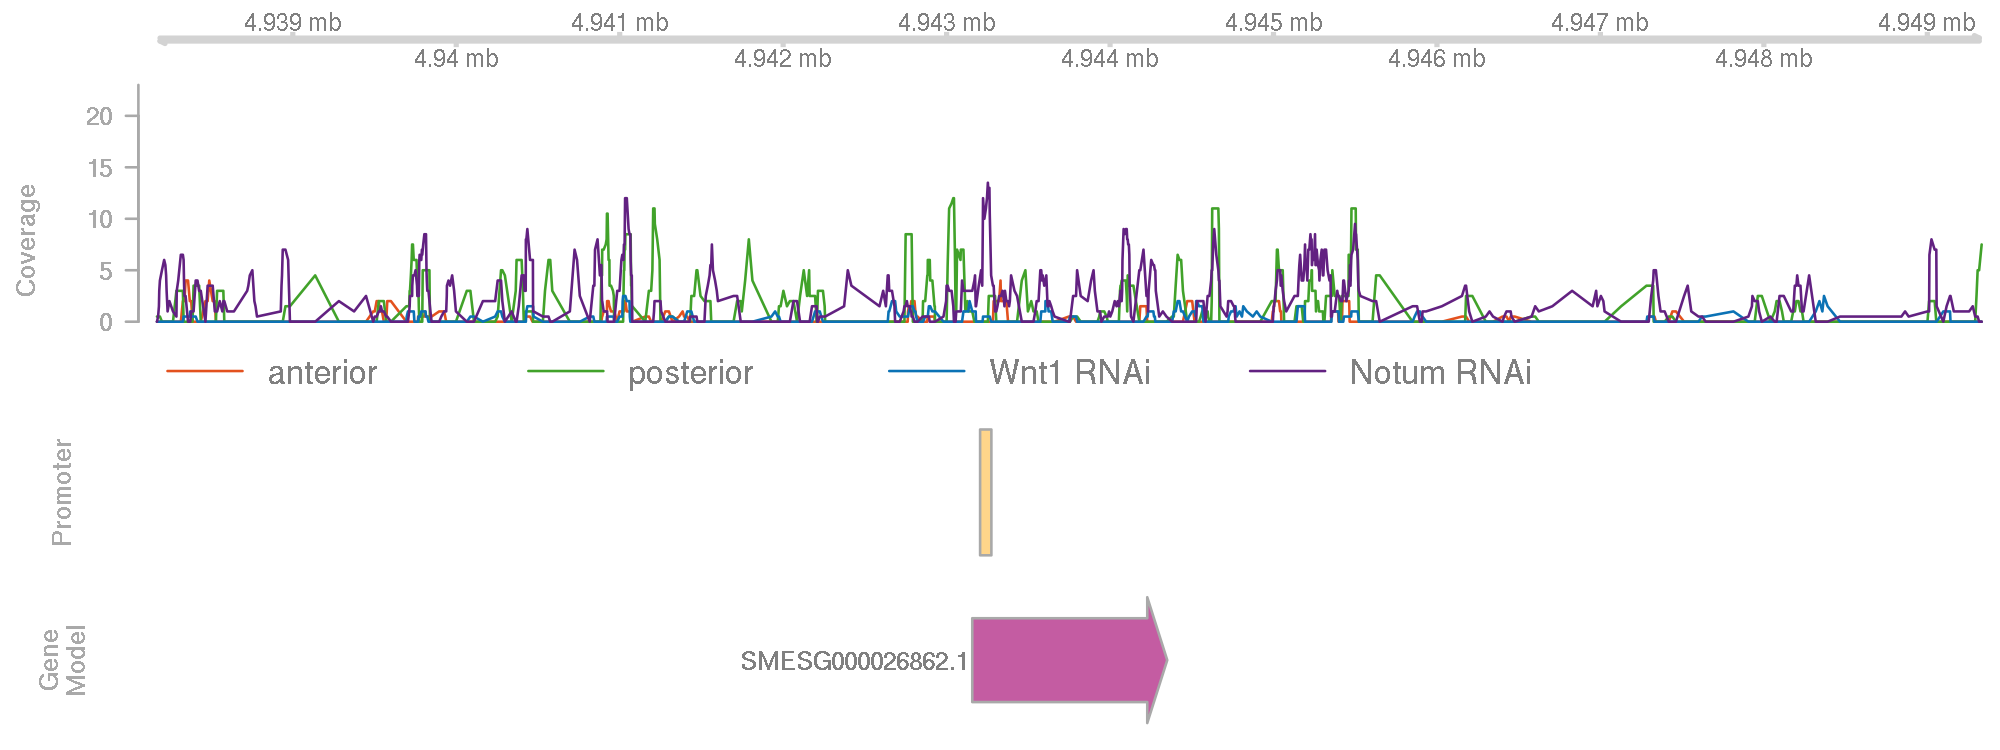 4.939 mb 4.941 mb 4.943 mb 4.945 mb 4.947 mb 4.949 mb
4.94 mb 4.942 mb 4.944 mb 4.946 mb 4.948 mb
Coverage
20
15
10
5
0
anterior posterior Wnt1 RNAi Notum RNAi
Promoter
Gene
Model
SMESG000026862.1